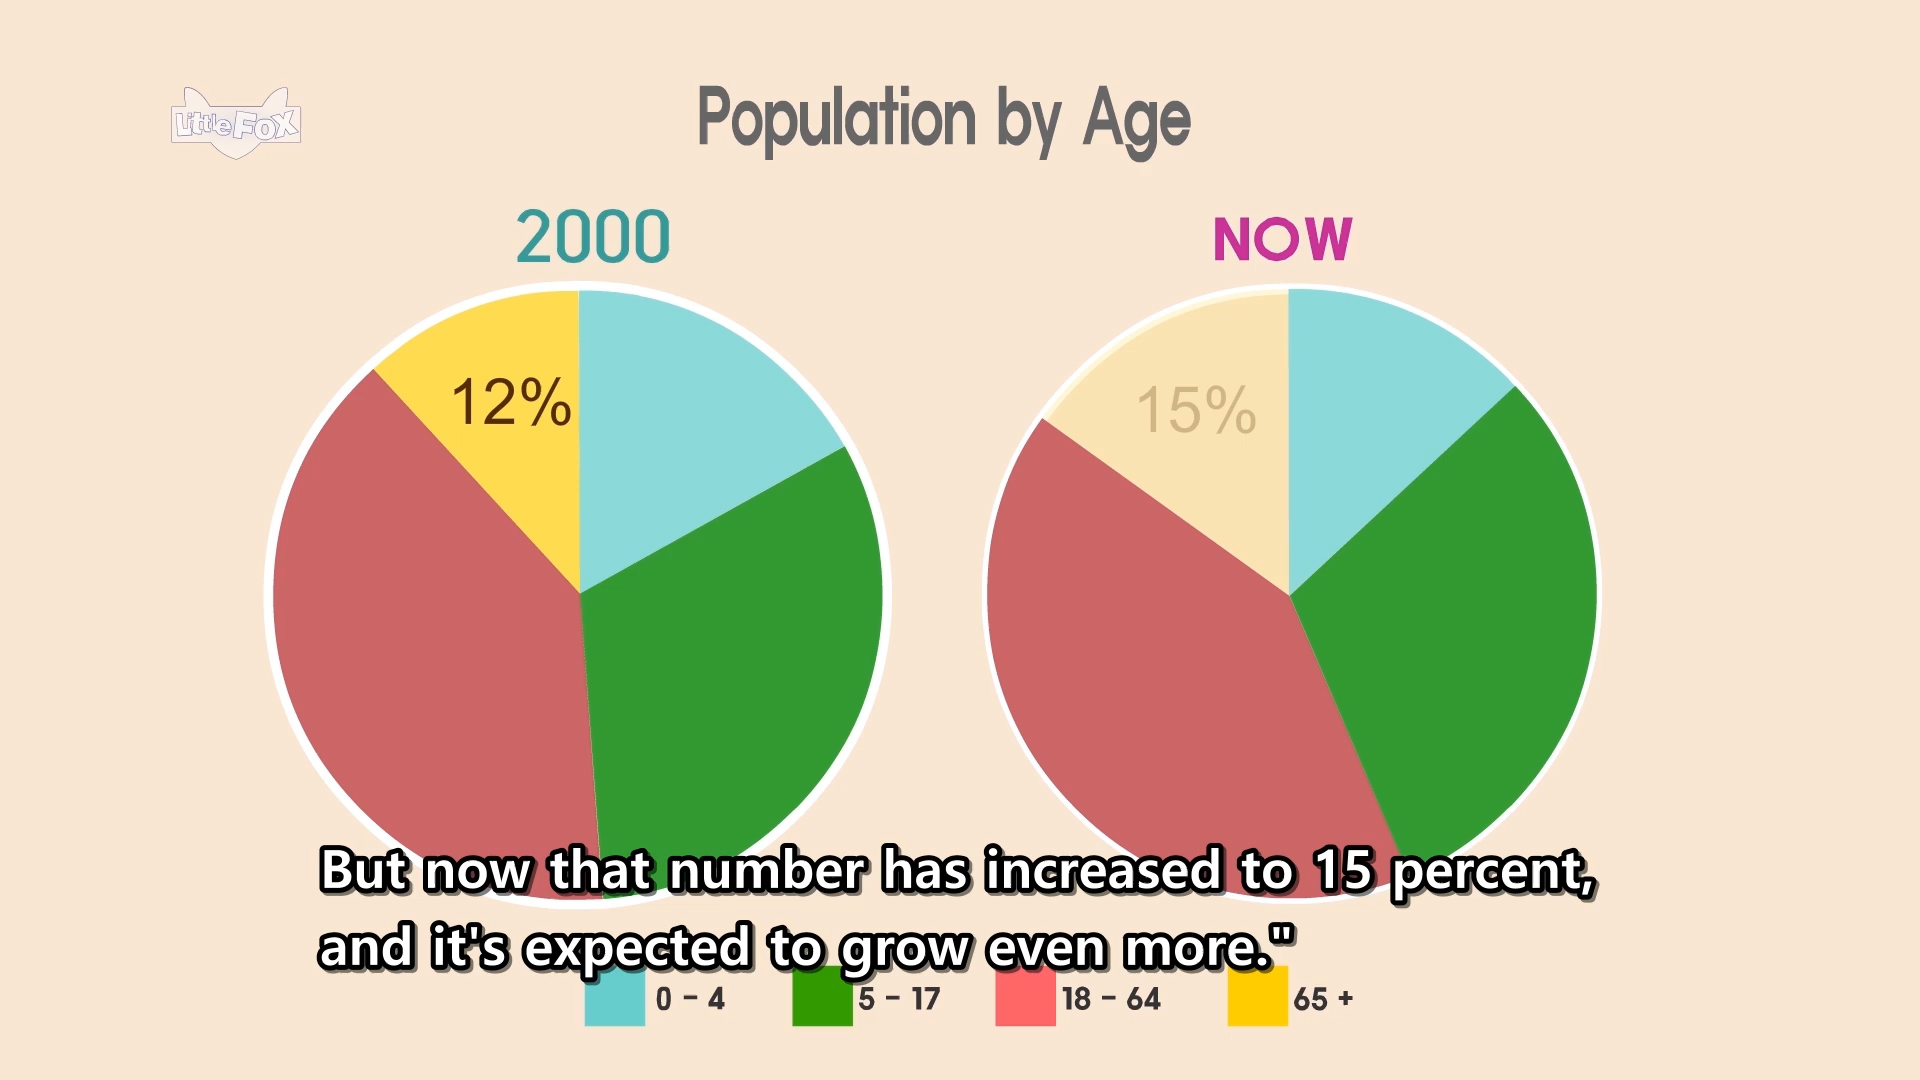 Little Fox
Population by Age
2000
NOW
12%
15%
But now that number has increased to 15 percent,
and it's expected to grow even more."
0 - 4
5 - 17
18 - 64
65 +